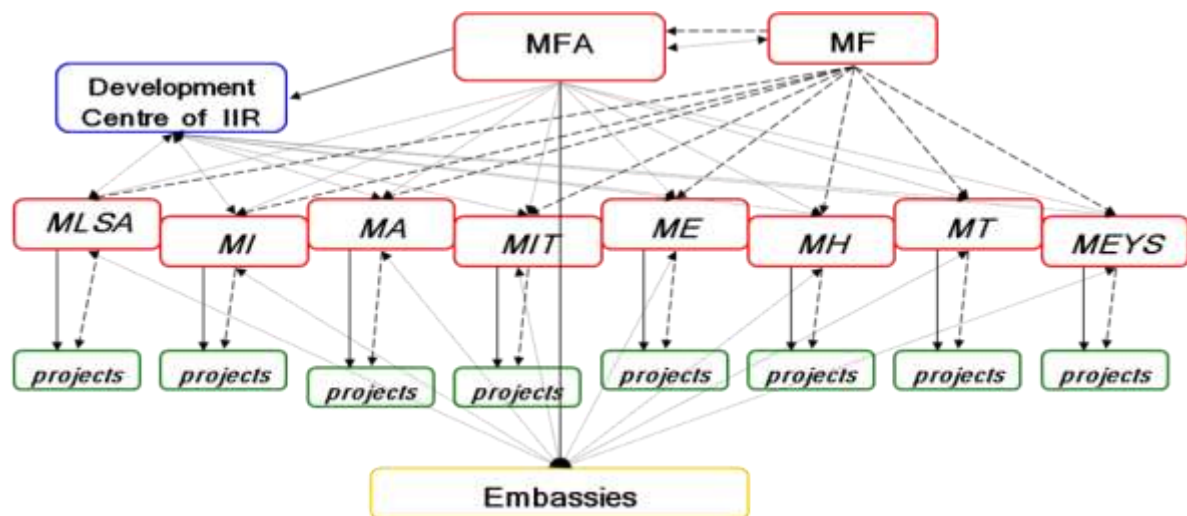 MFA
MF
Development
Centre of IIR
MLSA
MI
MA
MIT
ME
MH
MT
MEYS
projects
projects
projects
projects
projects
projects
projects
projects
Embassies